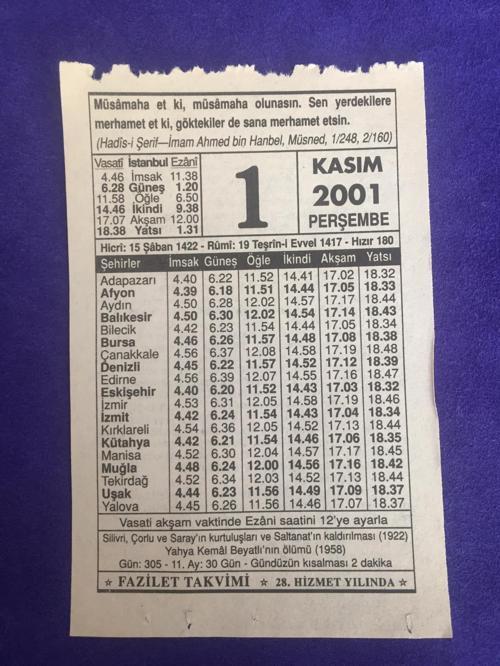 Müsâmaha et ki, müsâmaha olunasın. Sen yerdekilere
merhamet et ki, göktekiler de sana merhamet etsin.
(Hadîs-i Şerif—İmam Ahmed bin Hanbel, Müsned, 1/248, 2/160)
Vasatî İstanbul Ezânî
4.46 İmsak 11.38
6.28 Güneş 1.20
11.58 Öğle 6.50
14.46 İkindi 9.38
17.07 Akşam 12.00
18.38 Yatsı 1.31
1
KASIM
2001
PERŞEMBE
Hicrî: 15 Şâban 1422 - Rûmî: 19 Teşrîn-i Evvel 1417 - Hızır 180
Şehirler İmsak Güneş Öğle İkindi Akşam Yatsı
Adapazarı 4.40 6.22 11.52 14.41 17.02 18.32
Afyon 4.39 6.18 11.51 14.44 17.05 18.33
Aydın 4.50 6.28 12.02 14.57 17.17 18.44
Balıkesir 4.50 6.30 12.02 14.54 17.14 18.43
Bilecik 4.42 6.23 11.54 14.44 17.05 18.34
Bursa 4.46 6.26 11.57 14.48 17.08 18.38
Çanakkale 4.56 6.37 12.08 14.58 17.19 18.48
Denizli 4.45 6.22 11.57 14.52 17.12 18.39
Edirne 4.56 6.39 12.07 14.55 17.16 18.47
Eskişehir 4.40 6.20 11.52 14.43 17.03 18.32
İzmir 4.53 6.31 12.05 14.58 17.19 18.46
İzmit 4.42 6.24 11.54 14.43 17.04 18.34
Kırklareli 4.54 6.36 12.05 14.52 17.13 18.44
Kütahya 4.42 6.21 11.54 14.46 17.06 18.35
Manisa 4.52 6.30 12.04 14.57 17.17 18.45
Muğla 4.48 6.24 12.00 14.56 17.16 18.42
Tekirdağ 4.52 6.34 12.03 14.52 17.13 18.44
Uşak 4.44 6.23 11.56 14.49 17.09 18.37
Yalova 4.45 6.26 11.56 14.46 17.07 18.37
Vasati akşam vaktinde Ezâni saatini 12'ye ayarla
Silivri, Çorlu ve Saray'ın kurtuluşları ve Saltanat'ın kaldırılması (1922)
Yahya Kemâl Beyatlı'nın ölümü (1958)
Gün: 305 - 11. Ay: 30 Gün - Gündüzün kısalması 2 dakika
★ FAZİLET TAKVİMİ ★ 28. HİZMET YILINDA ★